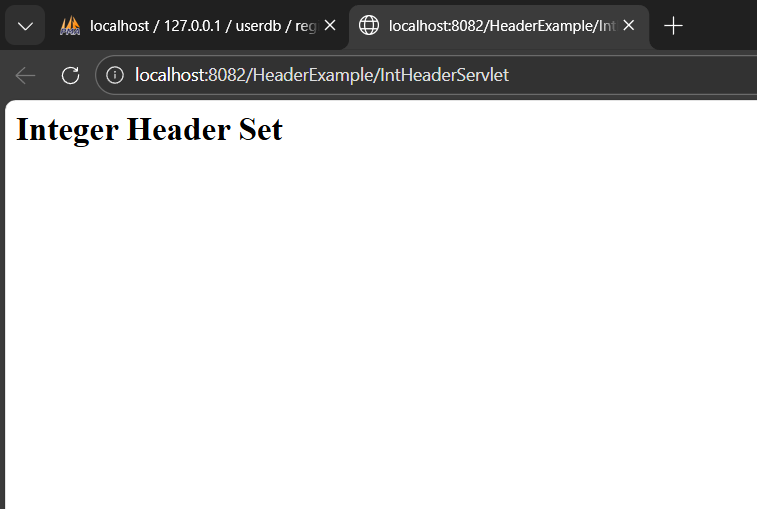 localhost / 127.0.0.1 / userdb / reg
localhost:8082/HeaderExample/Int
localhost:8082/HeaderExample/IntHeaderServlet
Integer Header Set